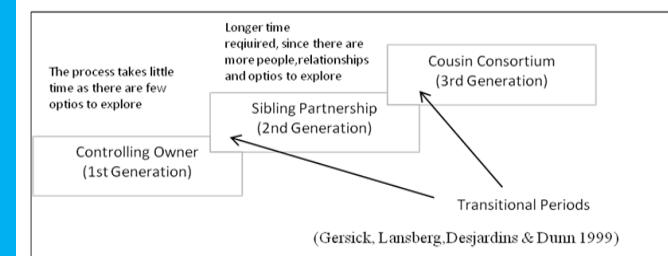 Longer time
reqiuired, since there are
more people,relationships
and optios to explore
The process takes little
time as there are few
optios to explore
Cousin Consortium
(3rd Generation)
Sibling Partnership
(2nd Generation)
Controlling Owner
(1st Generation)
Transitional Periods
(Gersick, Lansberg,Desjardins & Dunn 1999)